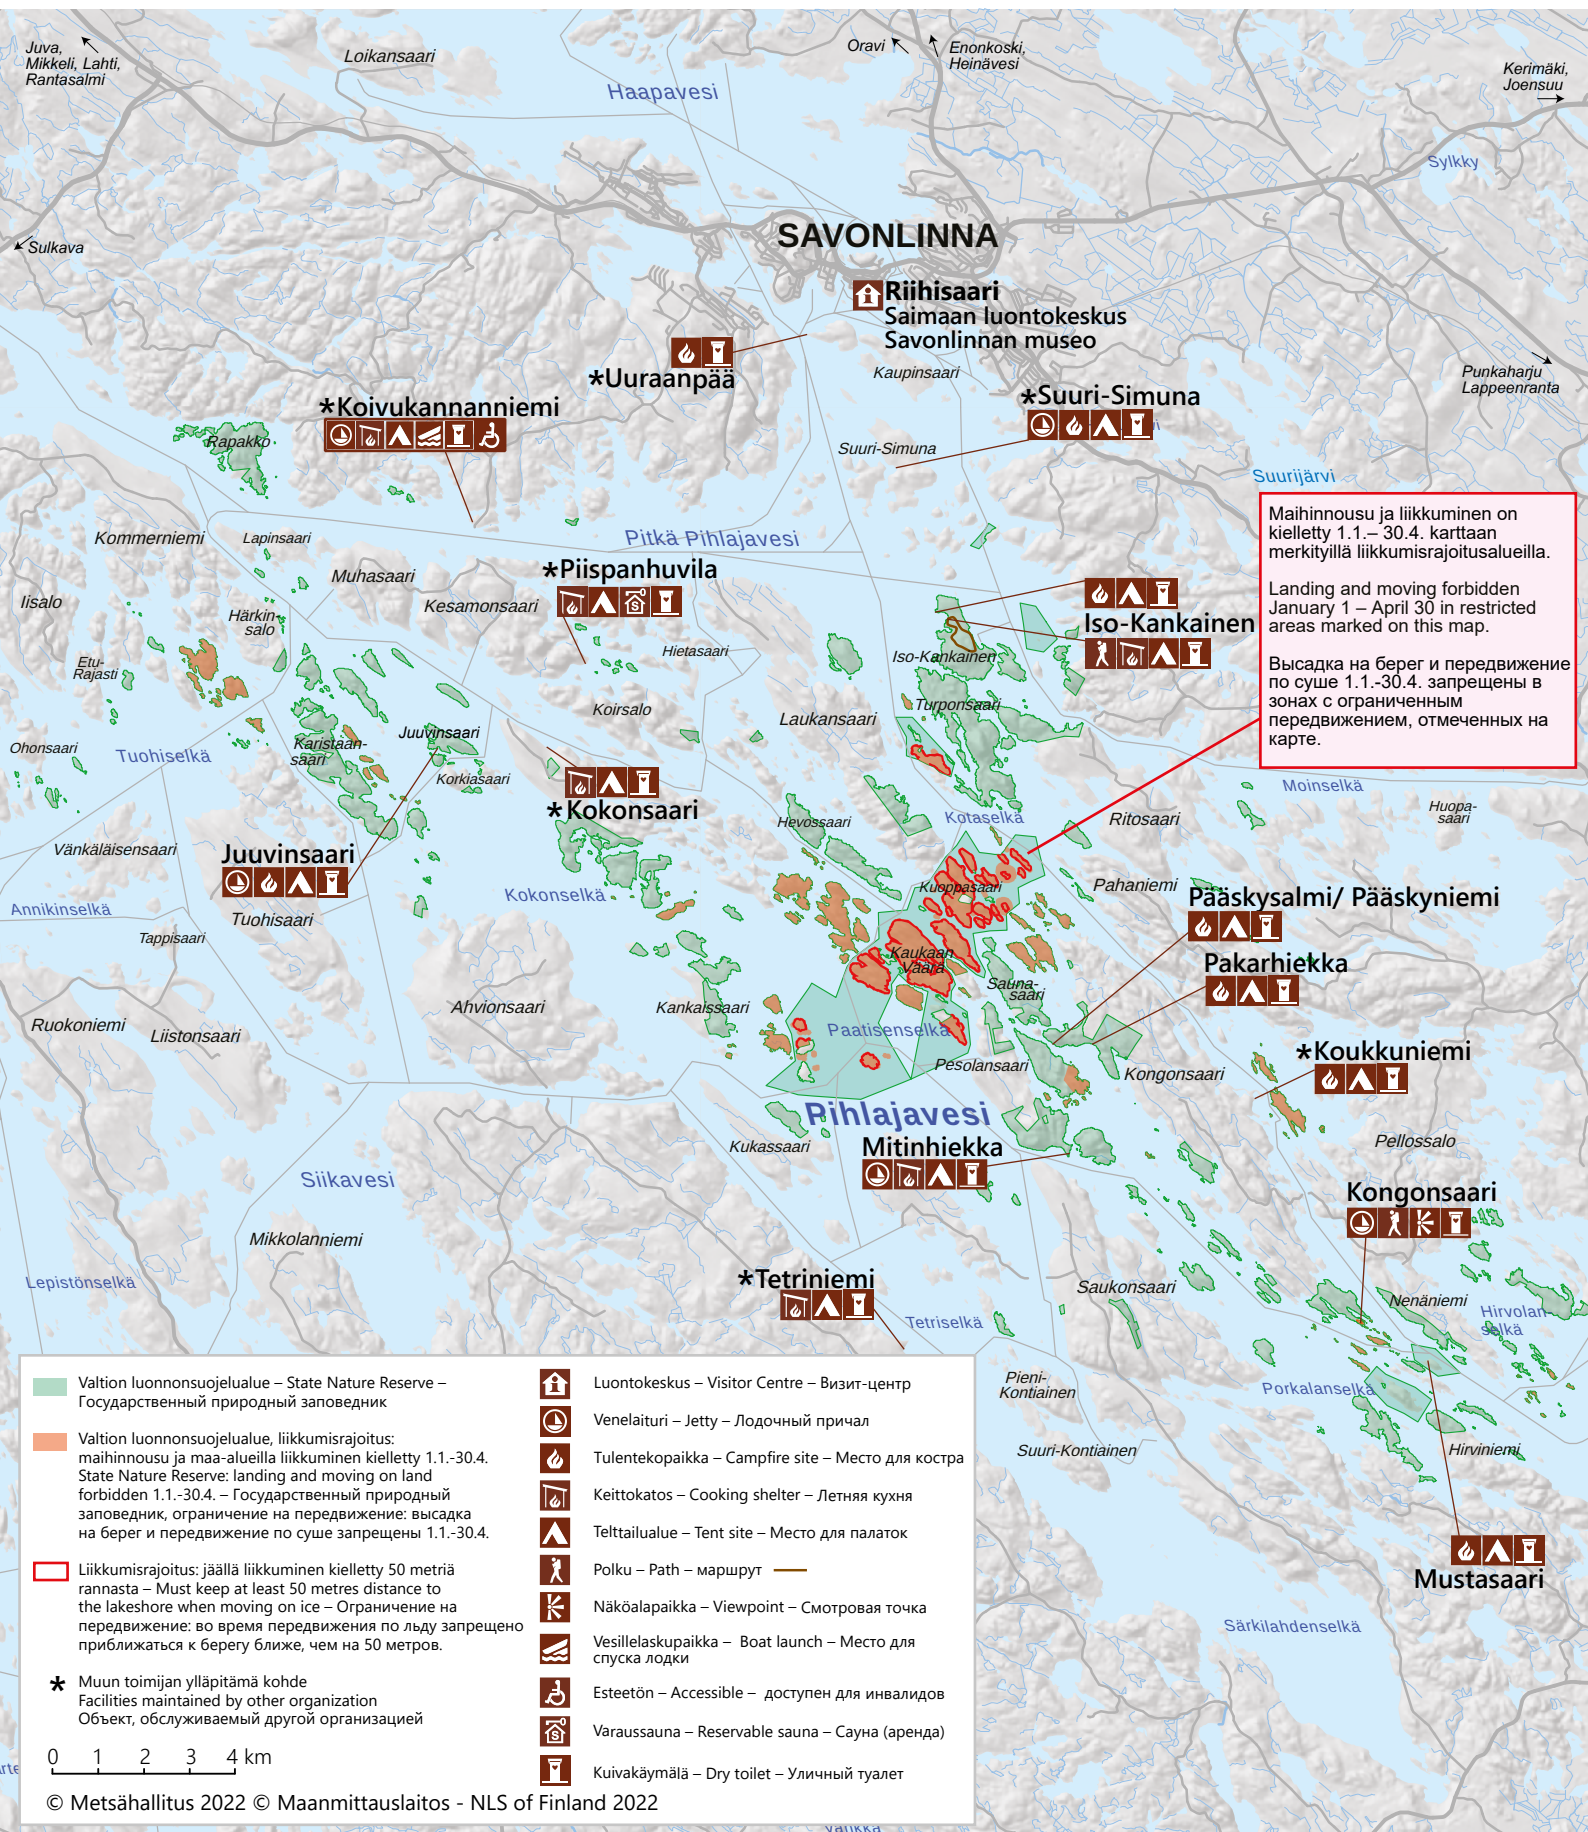 Juva,
Mikkeli, Lahti,
Rantasalmi
Loikansaari
Haapavesi
Oravi
Enonkoski,
Heinävesi
Kerimäki,
Joensuu
Sylkky
Sulkava
SAVONLINNA
Riihisaari
Saimaan luontokeskus
Savonlinnan museo
*Uuraanpää
Kaupinsaari
Punkaharju
Lappeenranta
*Koivukannanniemi
*Suuri-Simuna
Rapakko
Suuri-Simuna
Suurijärvi
Maihinnousu ja liikkuminen on
kielletty 1.1.– 30.4. karttaan
merkityillä liikkumisrajoitusalueilla.
Landing and moving forbidden
January 1 – April 30 in restricted
areas marked on this map.
Высадка на берег и передвижение
по суше 1.1.-30.4. запрещены в
зонах с ограниченным
передвижением, отмеченных на
карте.
Kommerniemi
Lapinsaari
Pitkä Pihlajavesi
Muhasaari
*Piispanhuvila
Iisalo
Kesamonsaari
Härkin-
salo
Iso-Kankainen
Hietasaari
Iso-Kankainen
Etu-
Rajasti
Koirsalo
Turponsaari
Laukansaari
Juuvinsaari
Ohonsaari
Karistaan-
saari
Tuohiselkä
Korkiasaari
Moinselkä
*Kokonsaari
Huopa-
saari
Hevossaari
Kotaselkä
Ritosaari
Vänkäläisensaari
Juuvinsaari
Kokonselkä
Kuoppasaari
Pahaniemi
Pääskysalmi/ Pääskyniemi
Annikinselkä
Tuohisaari
Tappisaari
Kaukaan
Väärä
Pakarhiekka
Sauna-
saari
Ahvionsaari
Kankaissaari
Ruokoniemi
Liistonsaari
Paatisenselkä
*Koukkuniemi
Pesolansaari
Kongonsaari
Pihlajavesi
Kukassaari
Mitinhiekka
Pellossalo
Siikavesi
Kongonsaari
Mikkolanniemi
Lepistönselkä
*Tetriniemi
Saukonsaari
Nenäniemi
Hirvolan-
selkä
Tetriselkä
Pieni-
Kontiainen
Porkalanselkä
Suuri-Kontiainen
Hirviniemi
Mustasaari
Särkilahdenselkä
Valtion luonnonsuojelualue – State Nature Reserve –
Государственный природный заповедник
Valtion luonnonsuojelualue, liikkumisrajoitus:
maihinnousu ja maa-alueilla liikkuminen kielletty 1.1.-30.4.
State Nature Reserve: landing and moving on land
forbidden 1.1.-30.4. – Государственный природный
заповедник, ограничение на передвижение: высадка
на берег и передвижение по суше запрещены 1.1.-30.4.
Liikkumisrajoitus: jäällä liikkuminen kielletty 50 metriä
rannasta – Must keep at least 50 metres distance to
the lakeshore when moving on ice – Ограничение на
передвижение: во время передвижения по льду запрещено
приближаться к берегу ближе, чем на 50 метров.
* Muun toimijan ylläpitämä kohde
Facilities maintained by other organization
Объект, обслуживаемый другой организацией
0 1 2 3 4 km
Luontokeskus – Visitor Centre – Визит-центр
Venelaituri – Jetty – Лодочный причал
Tulentekopaikka – Campfire site – Место для костра
Keittokatos – Cooking shelter – Летняя кухня
Telttailualue – Tent site – Место для палаток
Polku – Path – маршрут
Näköalapaikka – Viewpoint – Смотровая точка
Vesillelaskupaikka – Boat launch – Место для
спуска лодки
Esteetön – Accessible – доступен для инвалидов
Varaussauna – Reservable sauna – Сауна (аренда)
Kuivakäymälä – Dry toilet – Уличный туалет
© Metsähallitus 2022 © Maanmittauslaitos - NLS of Finland 2022